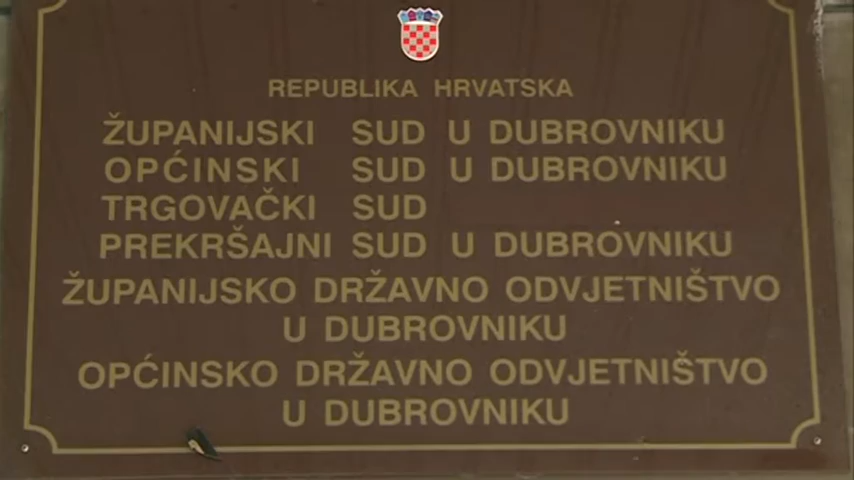 REPUBLIKA HRVATSKA
ŽUPANIJSKI SUD U DUBROVNIKU
OPĆINSKI SUD U DUBROVNIKU
TRGOVAČKI SUD
PREKRŠAJNI SUD U DUBROVNIKU
ŽUPANIJSKO DRŽAVNO ODVJETNIŠTVO
U DUBROVNIKU
OPĆINSKO DRŽAVNO ODVJETNIŠTVO
U DUBROVNIKU